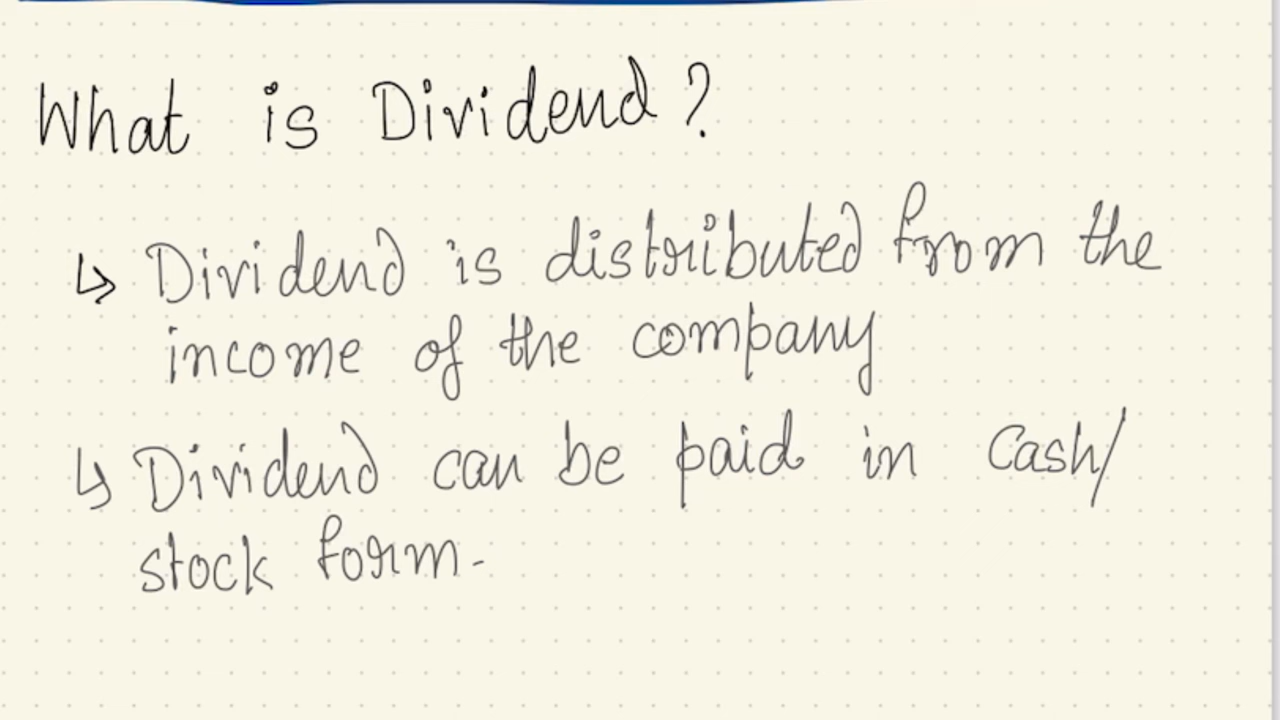 What is Dividend?
↳ Dividend is distributed from the
income of the company
↳ Dividend can be paid in Cash/
stock form.